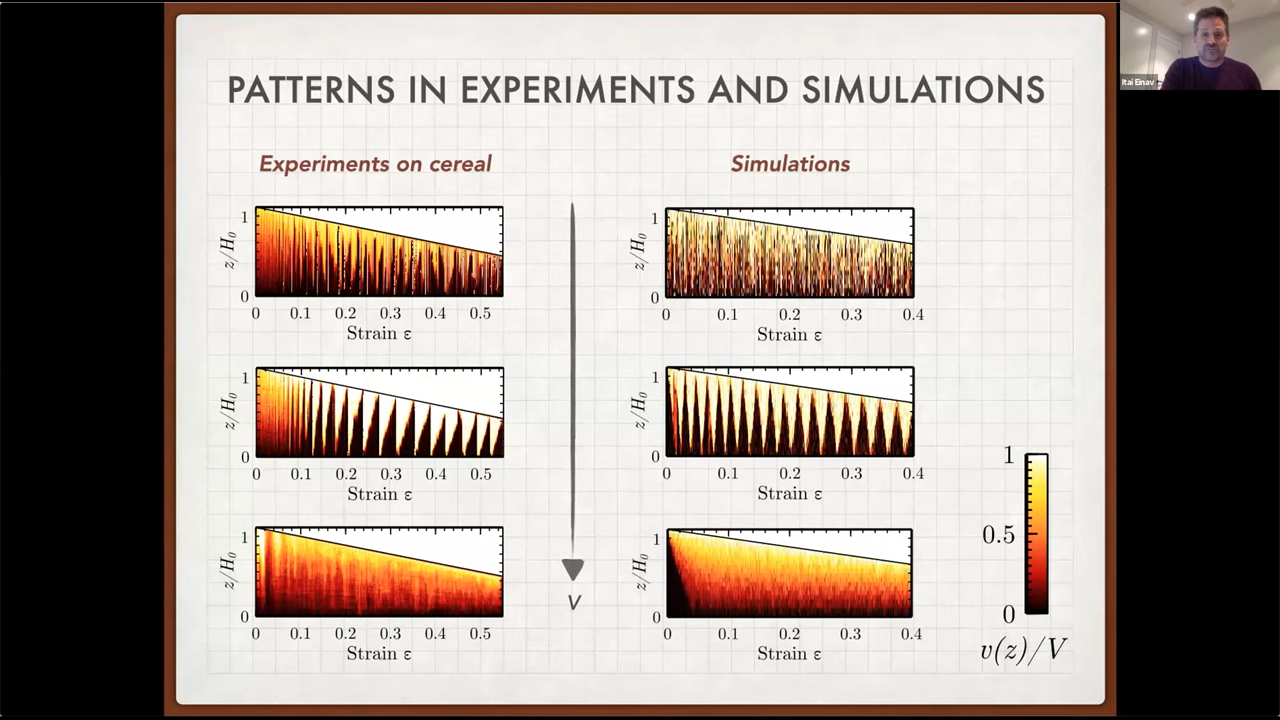 PATTERNS IN EXPERIMENTS AND SIMULATIONS
Itai Einav
Experiments on cereal
Simulations
1
z/H0
0
0 0.1 0.2 0.3 0.4 0.5
Strain ε
1
z/H0
0
0 0.1 0.2 0.3 0.4
Strain ε
1
z/H0
0
0 0.1 0.2 0.3 0.4 0.5
Strain ε
1
z/H0
0
0 0.1 0.2 0.3 0.4
Strain ε
1
z/H0
0
0 0.1 0.2 0.3 0.4 0.5
Strain ε
1
z/H0
0
0 0.1 0.2 0.3 0.4
Strain ε
v
1
0.5
0
v(z)/V